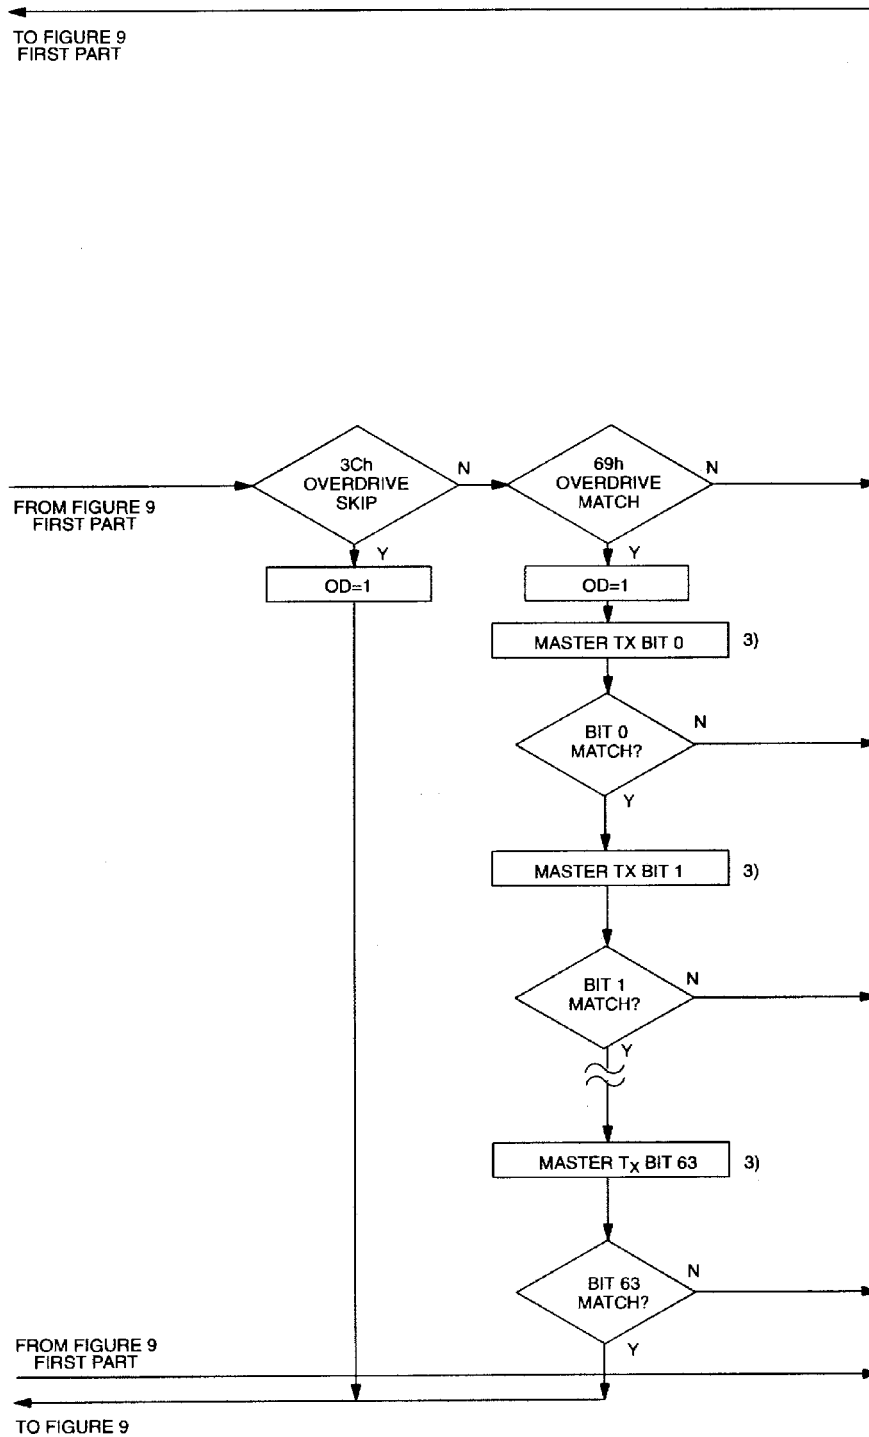 TO FIGURE 9
FIRST PART
3Ch
OVERDRIVE
SKIP
N
69h
OVERDRIVE
MATCH
N
FROM FIGURE 9
FIRST PART
Y
Y
OD=1
OD=1
MASTER TX BIT 0
3)
BIT 0
MATCH?
N
Y
MASTER TX BIT 1
3)
BIT 1
MATCH?
N
Y
MASTER TX BIT 63
3)
BIT 63
MATCH?
N
Y
FROM FIGURE 9
FIRST PART
TO FIGURE 9